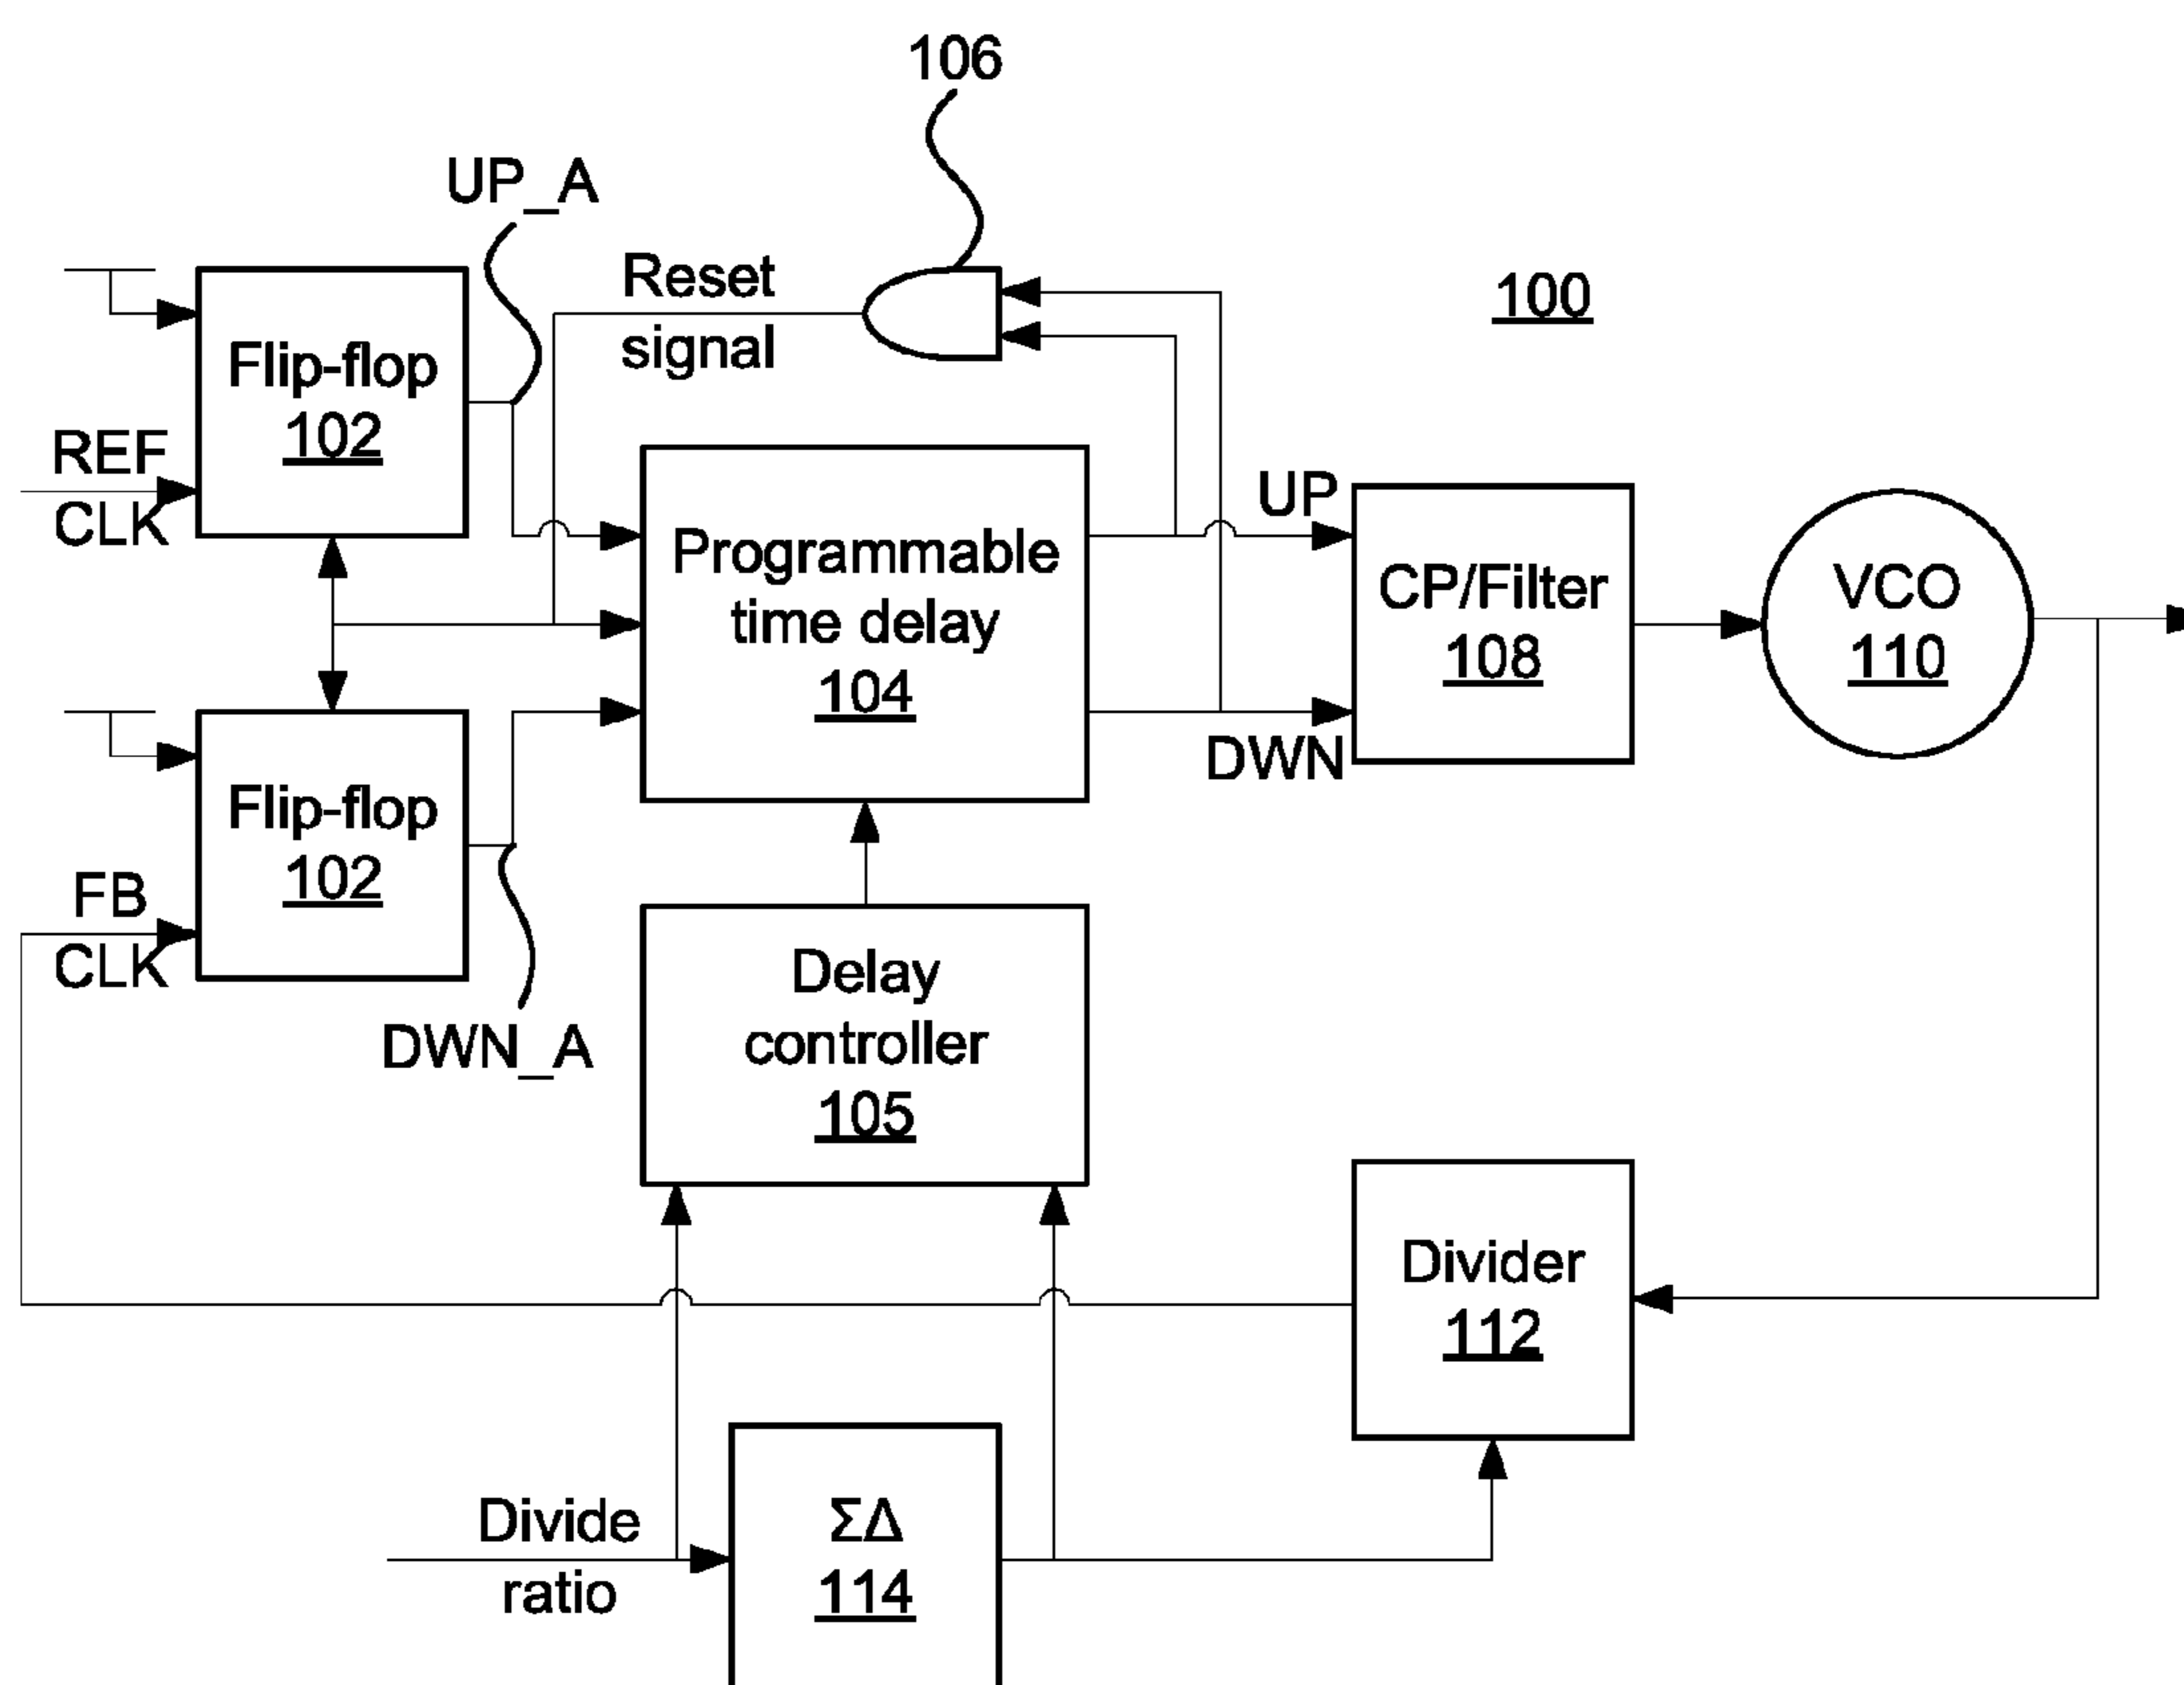 106
UP_A
Reset
signal
100
Flip-flop
102
REF
CLK
UP
Programmable
time delay
104
CP/Filter
108
VCO
110
DWN
Flip-flop
102
FB
CLK
DWN_A
Delay
controller
105
Divider
112
Divide
ratio
ΣΔ
114